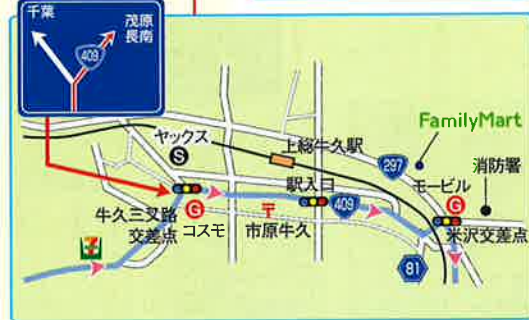 千葉
茂原
長南
409
FamilyMart
ヤックス
S
上総牛久駅
297
消防署
モービル
G
駅入口
409
牛久三叉路
交差点
G
コスモ
〒
市原牛久
米沢交差点
7
81